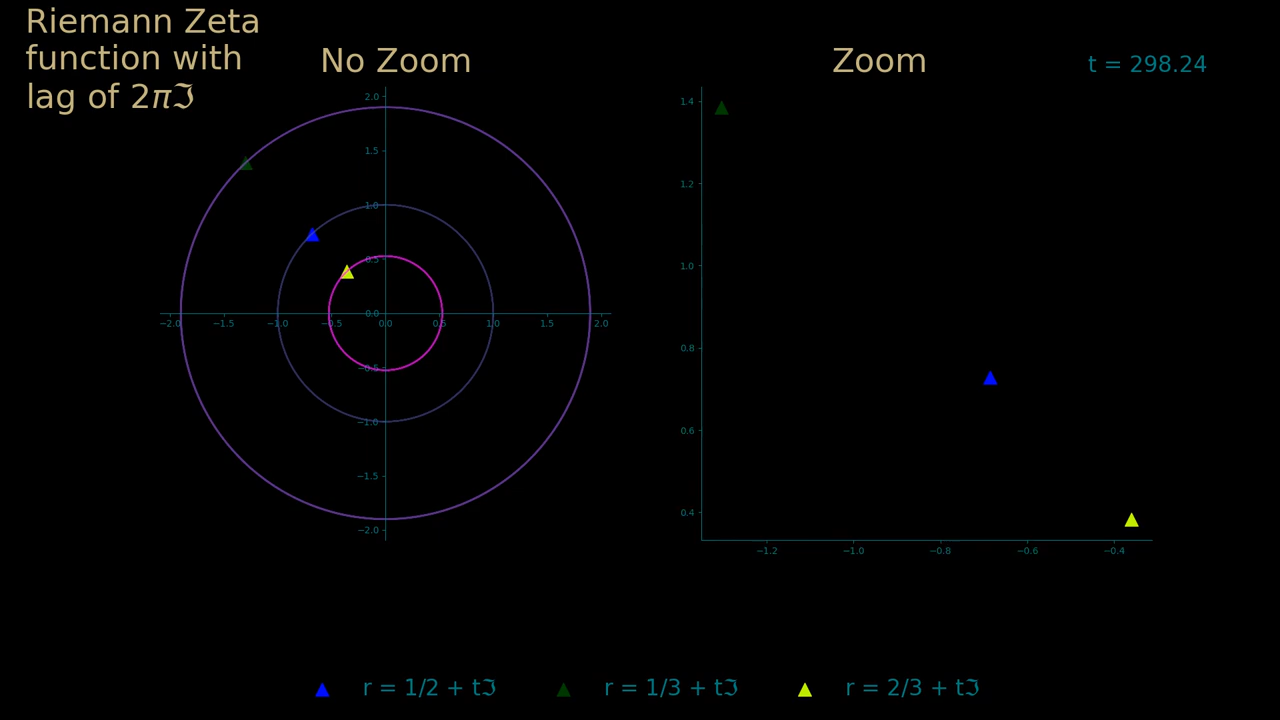 Riemann Zeta
function with
lag of 2πℑ
No Zoom
Zoom
t = 298.24
2.0
1.5
1.0
0.5
0.0
−0.5
−1.0
−1.5
−2.0
−2.0 −1.5 −1.0 −0.5 0.0 0.5 1.0 1.5 2.0
1.4
1.2
1.0
0.8
0.6
0.4
−1.2 −1.0 −0.8 −0.6 −0.4
r = 1/2 + tℑ r = 1/3 + tℑ r = 2/3 + tℑ